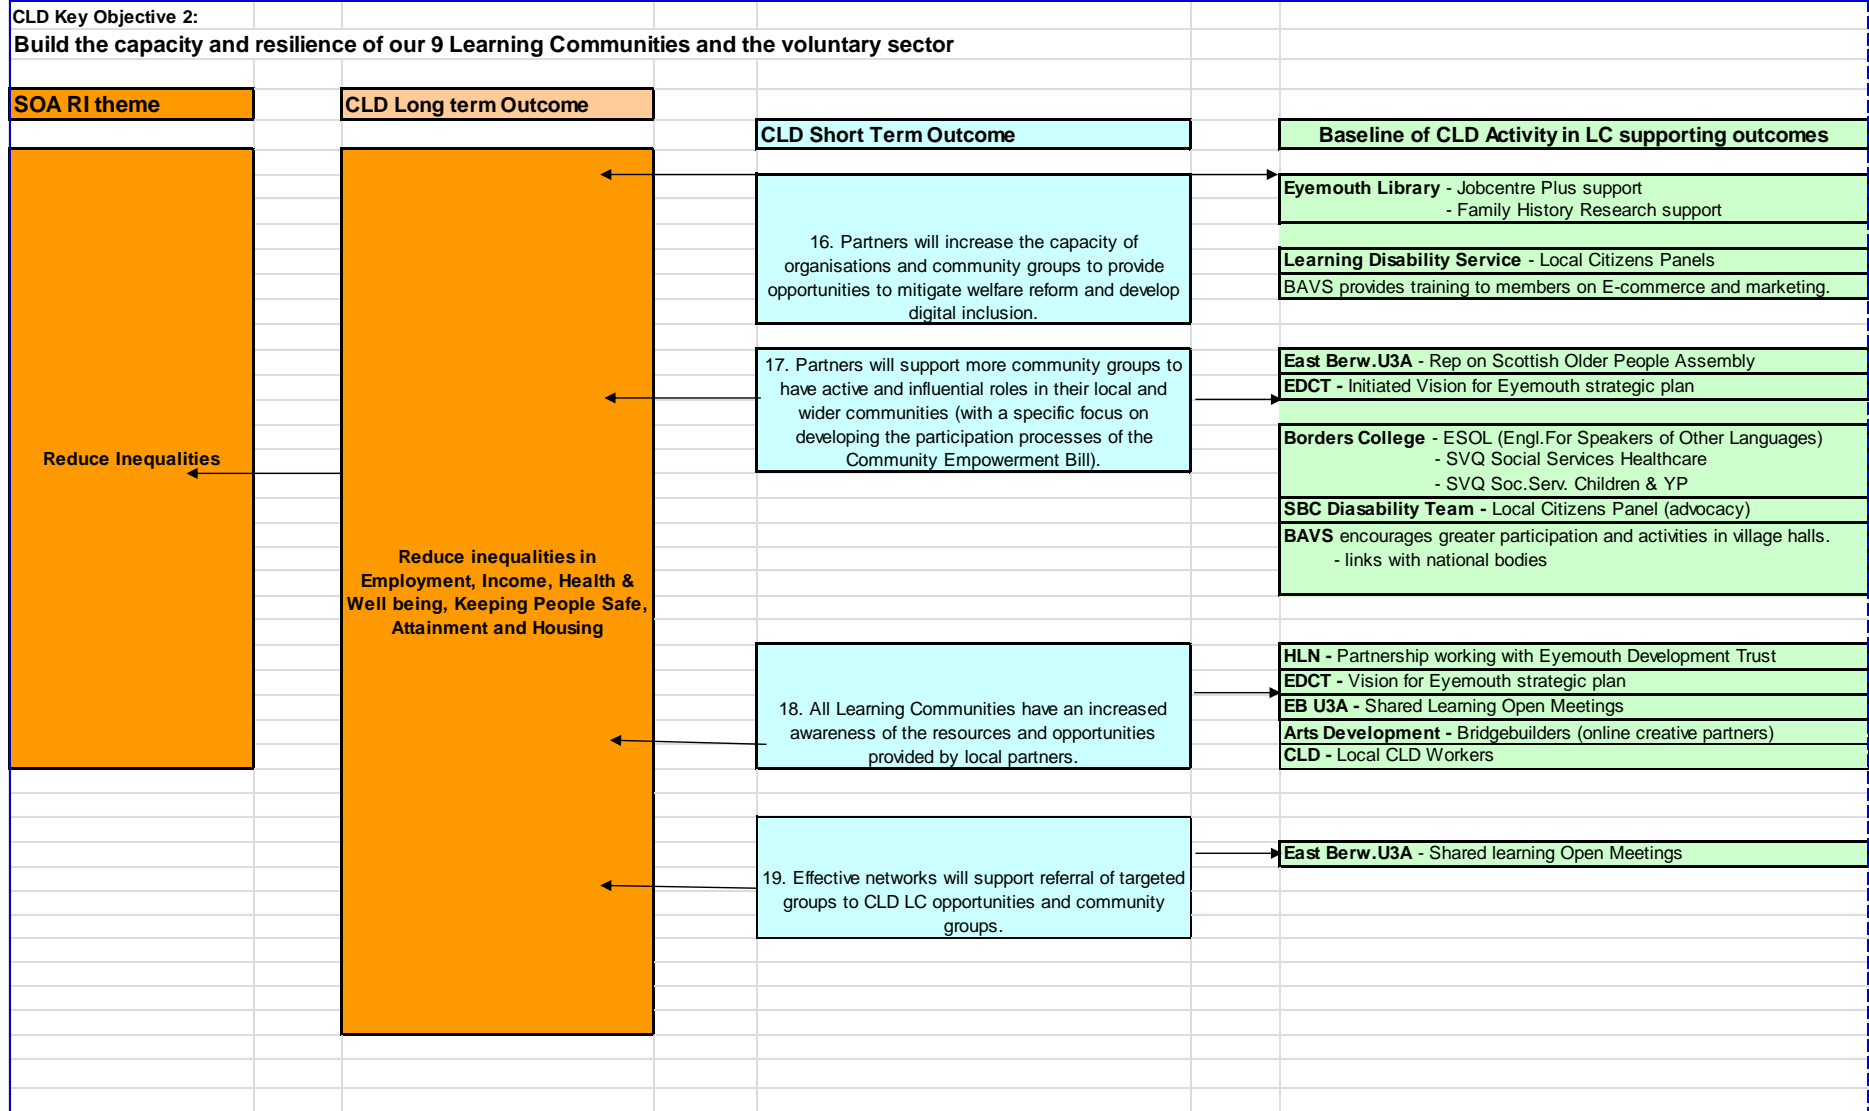 CLD Key Objective 2:
Build the capacity and resilience of our 9 Learning Communities and the voluntary sector
SOA RI theme
CLD Long term Outcome
CLD Short Term Outcome
Baseline of CLD Activity in LC supporting outcomes
Reduce Inequalities
Reduce inequalities in
Employment, Income, Health &
Well being, Keeping People Safe,
Attainment and Housing
16. Partners will increase the capacity of
organisations and community groups to provide
opportunities to mitigate welfare reform and develop
digital inclusion.
Eyemouth Library - Jobcentre Plus support
- Family History Research support
Learning Disability Service - Local Citizens Panels
BAVS provides training to members on E-commerce and marketing.
17. Partners will support more community groups to
have active and influential roles in their local and
wider communities (with a specific focus on
developing the participation processes of the
Community Empowerment Bill).
East Berw.U3A - Rep on Scottish Older People Assembly
EDCT - Initiated Vision for Eyemouth strategic plan
Borders College - ESOL (Engl.For Speakers of Other Languages)
- SVQ Social Services Healthcare
- SVQ Soc.Serv. Children & YP
SBC Diasability Team - Local Citizens Panel (advocacy)
BAVS encourages greater participation and activities in village halls.
- links with national bodies
18. All Learning Communities have an increased
awareness of the resources and opportunities
provided by local partners.
HLN - Partnership working with Eyemouth Development Trust
EDCT - Vision for Eyemouth strategic plan
EB U3A - Shared Learning Open Meetings
Arts Development - Bridgebuilders (online creative partners)
CLD - Local CLD Workers
19. Effective networks will support referral of targeted
groups to CLD LC opportunities and community
groups.
East Berw.U3A - Shared learning Open Meetings